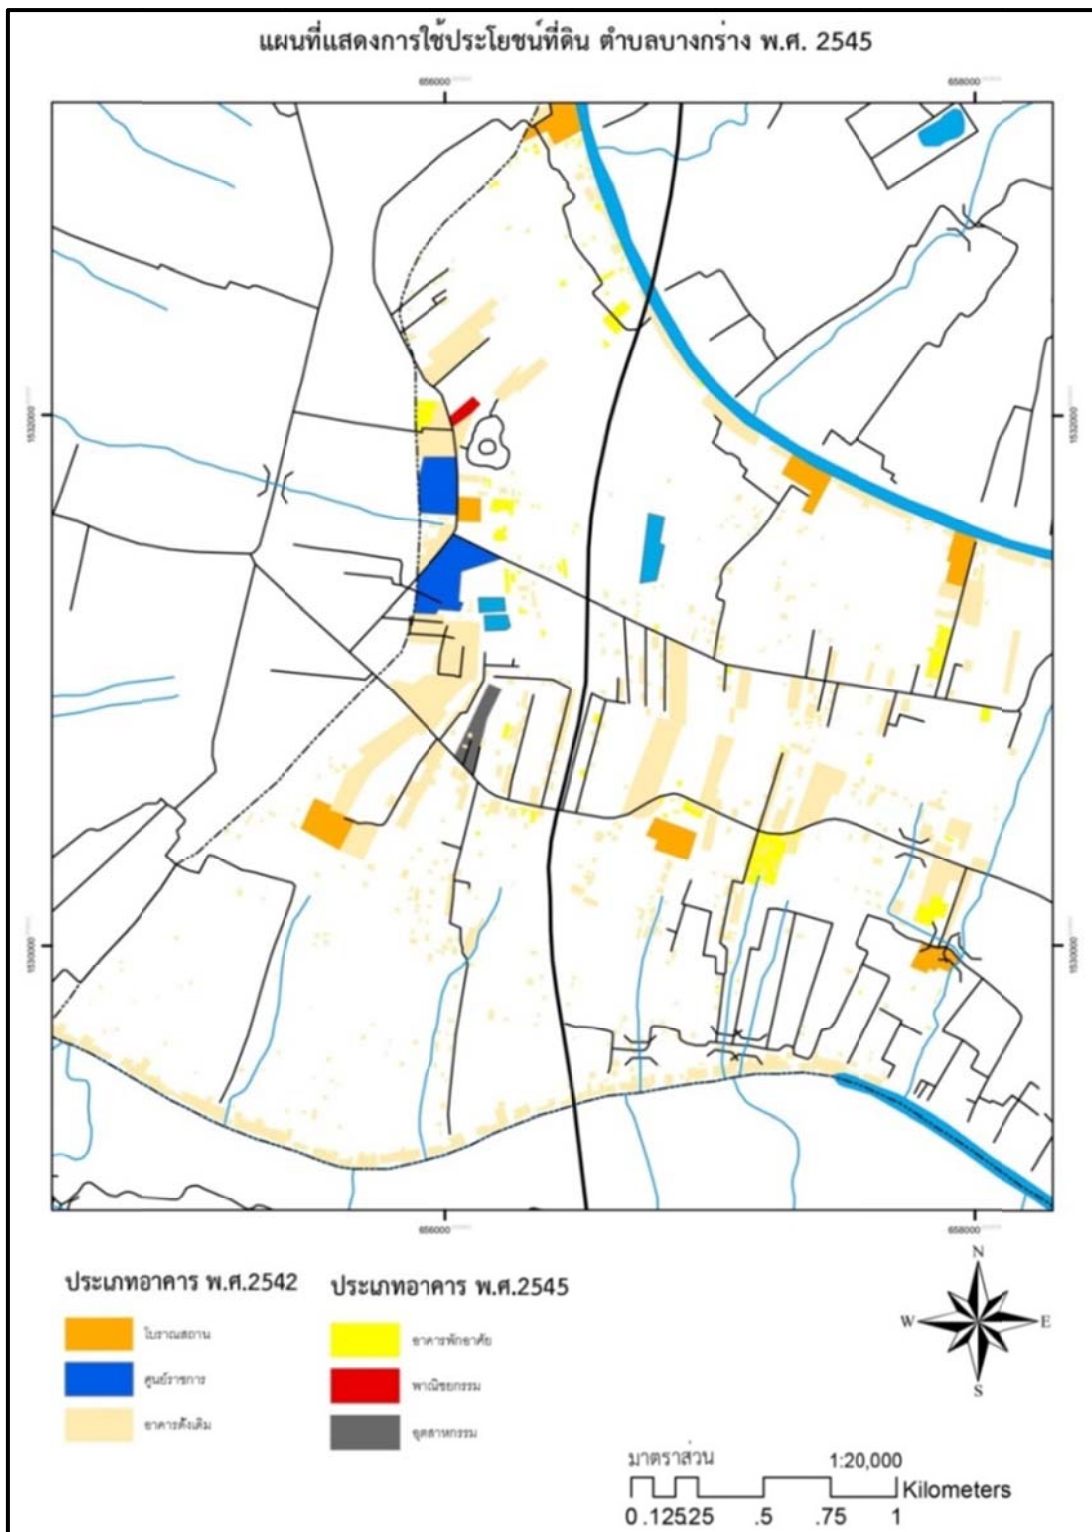 แผนที่แสดงการใช้ประโยชน์ที่ดิน ตำบลบางกร่าง พ.ศ. 2545
656000 658000
1532000 1532000
1530000 1530000
656000 658000
ประเภทอาคาร พ.ศ.2542
โบราณสถาน
ศูนย์ราชการ
อาคารดั้งเดิม
ประเภทอาคาร พ.ศ.2545
อาคารพักอาศัย
พาณิชยกรรม
อุตสาหกรรม
N
W E
S
มาตราส่วน 1:20,000
Kilometers
0 .125.25 .5 .75 1